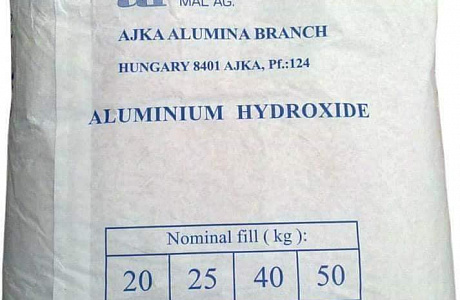 MAL AG.
AJKA ALUMINA BRANCH
HUNGARY 8401 AJKA, Pf.:124
ALUMINIUM HYDROXIDE
Nominal fill ( kg ):
20 25 40 50